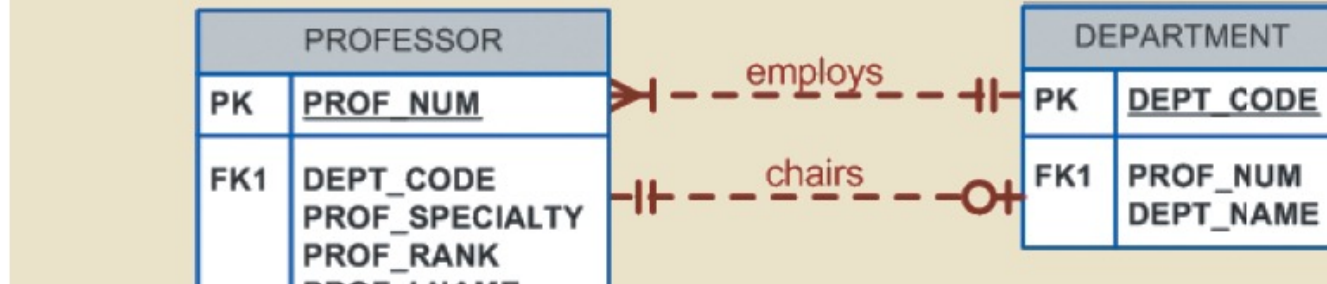 PROFESSOR
PK PROF_NUM
FK1 DEPT_CODE
PROF_SPECIALTY
PROF_RANK
employs
chairs
DEPARTMENT
PK DEPT_CODE
FK1 PROF_NUM
DEPT_NAME